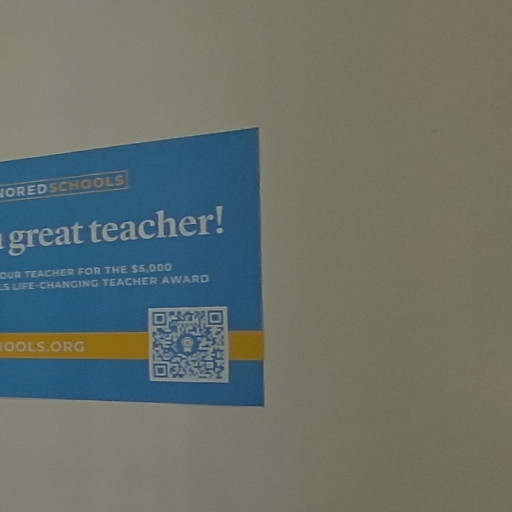 NOREDSCHOOLS
great teacher!
OUR TEACHER FOR THE $5,000
LS LIFE-CHANGING TEACHER AWARD
HOOLS.ORG